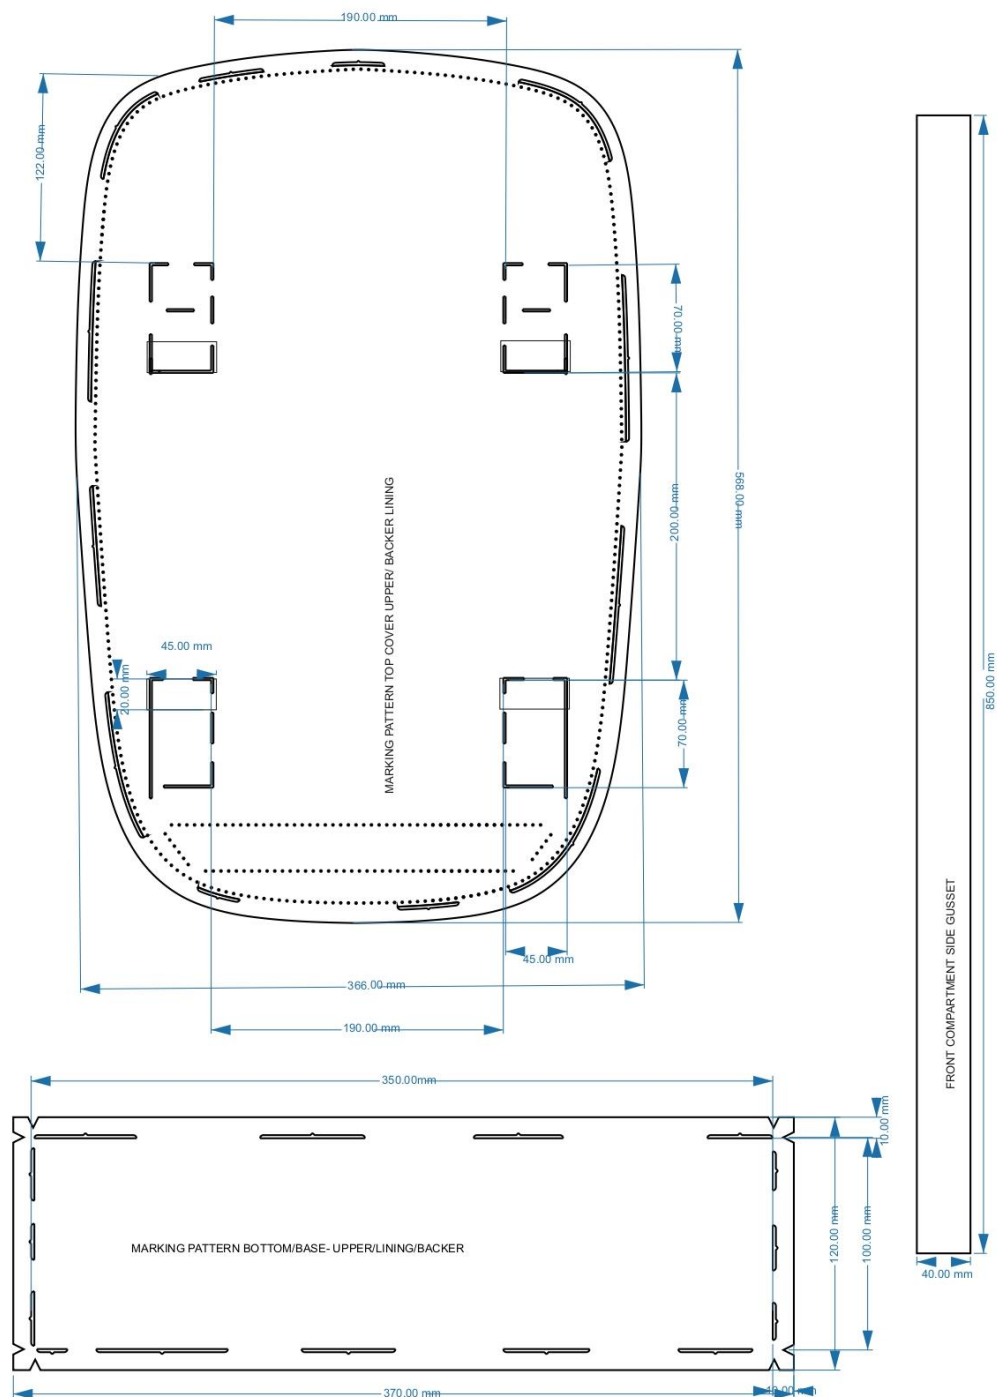 190.00 mm
122.00 mm
70.00 mm
568.00 mm
200.00 mm
MARKING PATTERN TOP COVER UPPER/ BACKER LINING
45.00 mm
20.00 mm
70.00 mm
45.00 mm
366.00 mm
190.00 mm
850.00 mm
FRONT COMPARTMENT SIDE GUSSET
40.00 mm
350.00mm
10.00 mm
MARKING PATTERN BOTTOM/BASE- UPPER/LINING/BACKER
120.00 mm
100.00 mm
370.00 mm